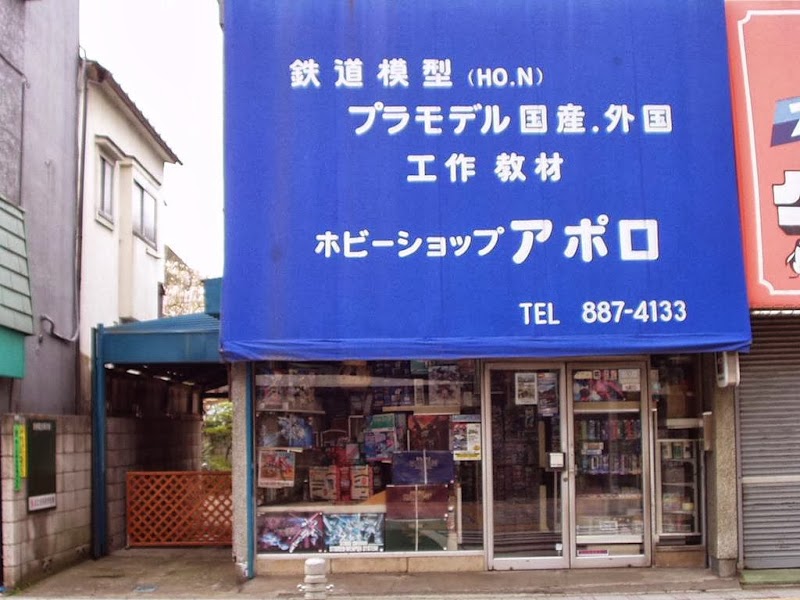 鉄道模型(HO.N)
プラモデル国産.外国
工作教材
ホビーショップアポロ
TEL 887-4133